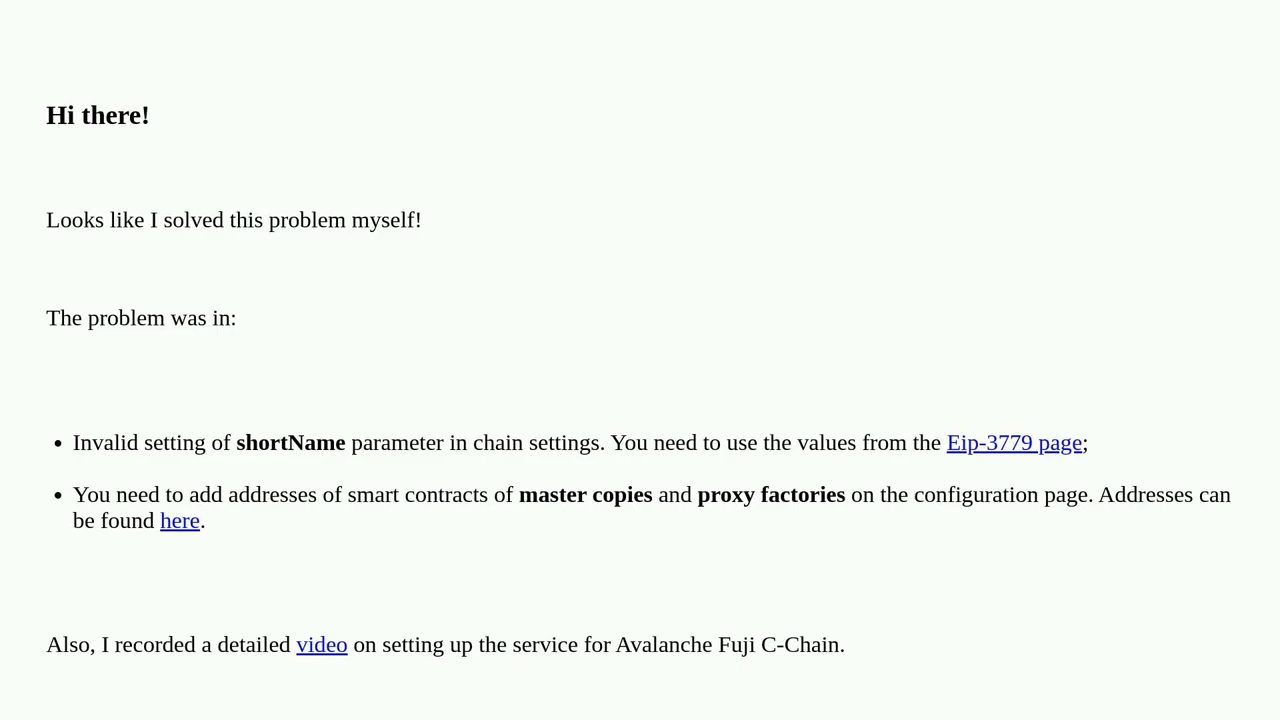 Hi there!
Looks like I solved this problem myself!
The problem was in:
• Invalid setting of shortName parameter in chain settings. You need to use the values from the Eip-3779 page;
• You need to add addresses of smart contracts of master copies and proxy factories on the configuration page. Addresses can
be found here.
Also, I recorded a detailed video on setting up the service for Avalanche Fuji C-Chain.